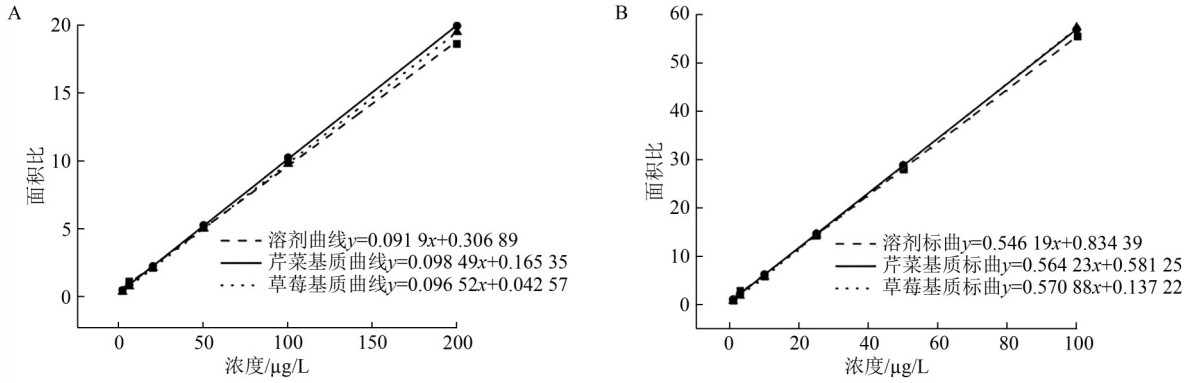 A
20
15
10
5
0
面积比
溶剂曲线y=0.091 9x+0.306 89
芹菜基质曲线y=0.098 49x+0.165 35
草莓基质曲线y=0.096 52x+0.042 57
0 50 100 150 200
浓度/μg/L
B
60
50
40
30
20
10
0
面积比
溶剂标曲y=0.546 19x+0.834 39
芹菜基质标曲y=0.564 23x+0.581 25
草莓基质标曲y=0.570 88x+0.137 22
0 20 40 60 80 100
浓度/μg/L